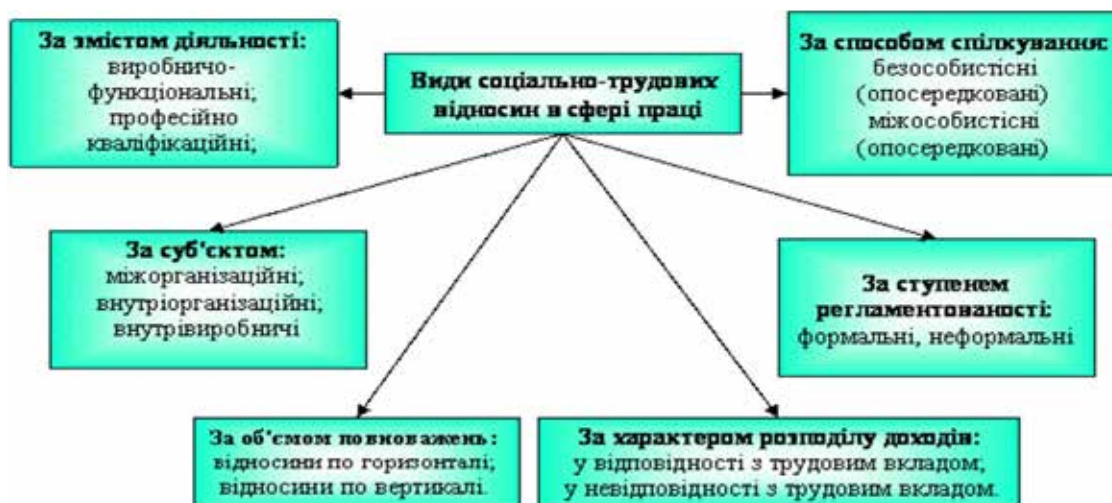 За змістом діяльності:
виробничо-
функціональні;
професійно
кваліфікаційні;
Види соціально-трудових
відносин в сфері праці
За способом спілкування:
безособистісні
(опосередковані)
міжособистісні
(опосередковані)
За суб'єктом:
міжорганізаційні;
внутріорганізаційні;
внутрівиробничі
За ступенем
регламентованості:
формальні, неформальні
За об'ємом повноважень:
відносини по горизонталі;
відносини по вертикалі.
За характером розподілу доходів:
у відповідності з трудовим вкладом;
у невідповідності з трудовим вкладом.